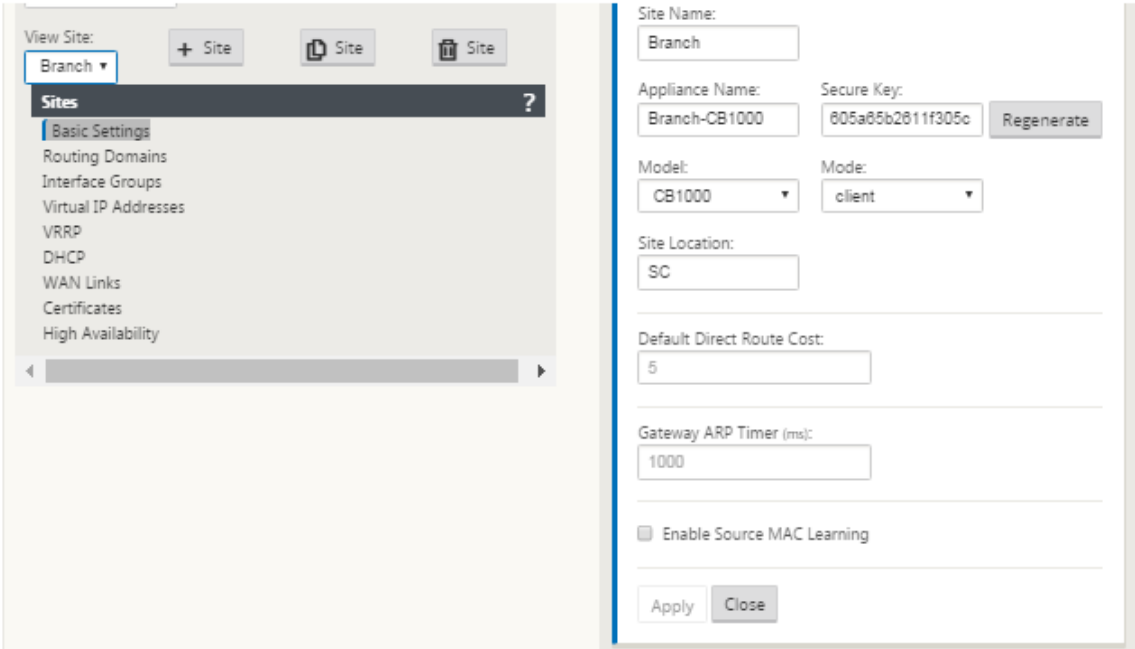 View Site:
+ Site
Site
Site
Branch
Sites ?
Basic Settings
Routing Domains
Interface Groups
Virtual IP Addresses
VRRP
DHCP
WAN Links
Certificates
High Availability
Site Name:
Branch
Appliance Name: Secure Key:
Branch-CB1000 605a65b2611f305c Regenerate
Model: Mode:
CB1000 client
Site Location:
SC
Default Direct Route Cost:
5
Gateway ARP Timer (ms):
1000
Enable Source MAC Learning
Apply Close